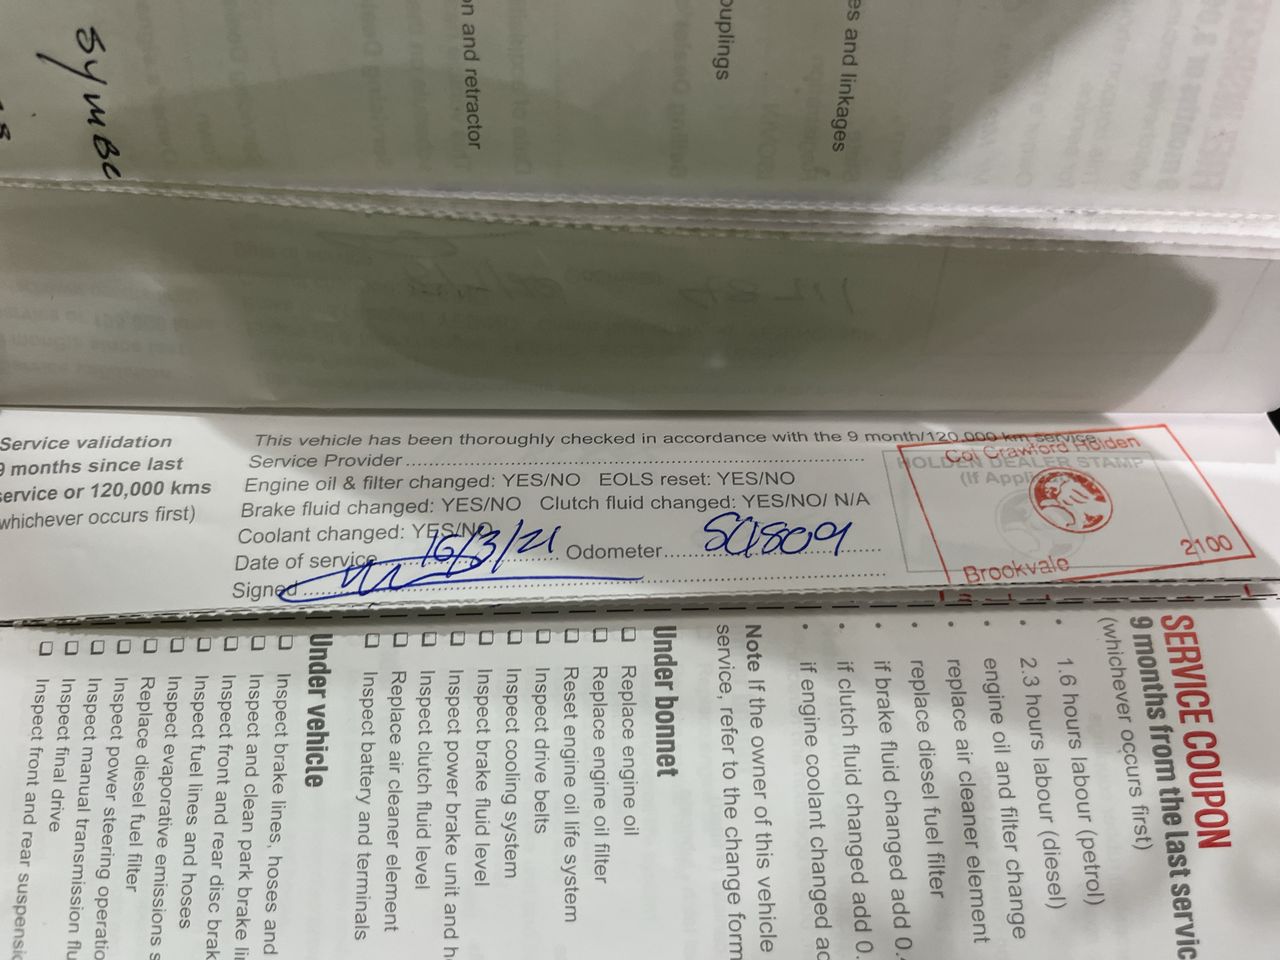 symbc
on and retractor
ouplings
es and linkages
Service validation
9 months since last
service or 120,000 kms
whichever occurs first)
This vehicle has been thoroughly checked in accordance with the 9 month/120,000 km service.
Service Provider
Engine oil & filter changed: YES/NO EOLS reset: YES/NO
Brake fluid changed: YES/NO Clutch fluid changed: YES/NO/ N/A
Coolant changed: YES/NO
Date of service 16/3/21 Odometer
Signed
HOLDEN DEALER STAMP
(If Appli
Col Crawford Holden
2100
Brookvale
SERVICE COUPON
9 months from the last servic
(whichever occurs first)
• 1.6 hours labour (petrol)
• 2.3 hours labour (diesel)
• engine oil and filter change
• replace air cleaner element
• replace diesel fuel filter
• if brake fluid changed add 0.
• if clutch fluid changed add 0.
• if engine coolant changed ad
Note If the owner of this vehicle
service, refer to the change form
Under bonnet
Replace engine oil
Replace engine oil filter
Reset engine oil life system
Inspect drive belts
Inspect cooling system
Inspect brake fluid level
Inspect power brake unit and h
Inspect clutch fluid level
Replace air cleaner element
Inspect battery and terminals
Under vehicle
Inspect brake lines, hoses and
Inspect and clean park brake li
Inspect front and rear disc brak
Inspect fuel lines and hoses
Inspect evaporative emissions s
Replace diesel fuel filter
Inspect power steering operatio
Inspect manual transmission flu
Inspect final drive
Inspect front and rear suspensi